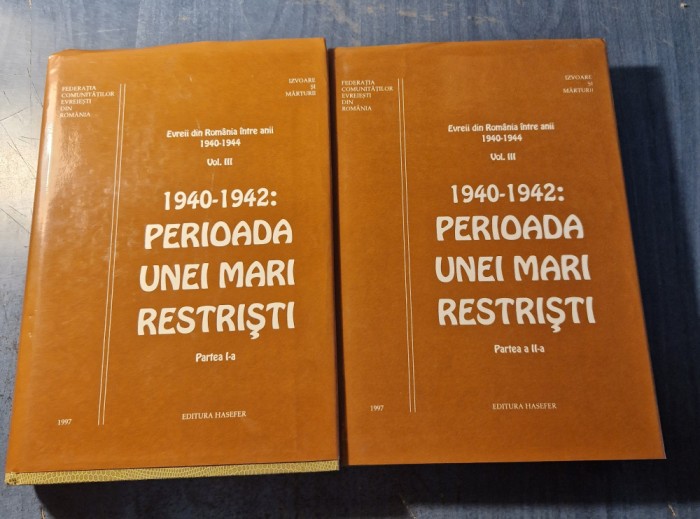 FEDERAȚIA
COMUNITĂȚILOR
EVREIEȘTI
DIN
ROMÂNIA
IZVOARE
ȘI
MĂRTURII
Evreii din România între anii
1940-1944
Vol. III
1940-1942:
PERIOADA
UNEI MARI
RESTRIȘTI
Partea I-a
1997
EDITURA HASEFER
FEDERAȚIA
COMUNITĂȚILOR
EVREIEȘTI
DIN
ROMÂNIA
IZVOARE
ȘI
MĂRTURII
Evreii din România între anii
1940-1944
Vol. III
1940-1942:
PERIOADA
UNEI MARI
RESTRIȘTI
Partea a II-a
1997
EDITURA HASEFER